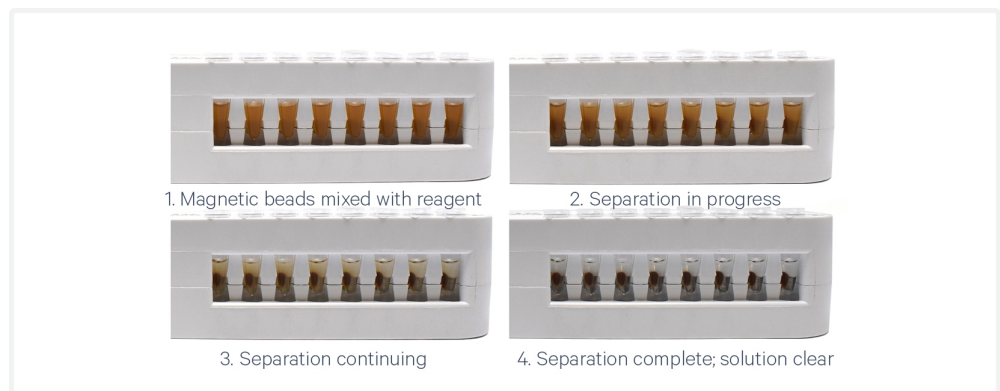 1. Magnetic beads mixed with reagent
2. Separation in progress
3. Separation continuing
4. Separation complete; solution clear